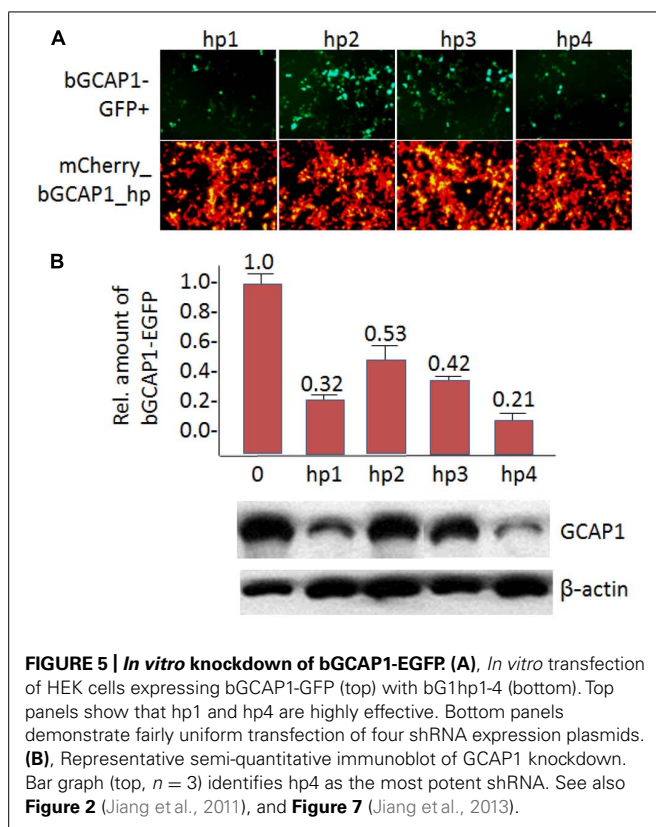 A
hp1 hp2 hp3 hp4
bGCAP1-
GFP+
mCherry_
bGCAP1_hp
B
Rel. amount of
bGCAP1-EGFP
1.0-
0.8-
0.6-
0.4-
0.2-
0.0-
1.0
0.32
0.53
0.42
0.21
0 hp1 hp2 hp3 hp4
GCAP1
β-actin
FIGURE 5 | In vitro knockdown of bGCAP1-EGFP. (A), In vitro transfection
of HEK cells expressing bGCAP1-GFP (top) with bG1hp1-4 (bottom). Top
panels show that hp1 and hp4 are highly effective. Bottom panels
demonstrate fairly uniform transfection of four shRNA expression plasmids.
(B), Representative semi-quantitative immunoblot of GCAP1 knockdown.
Bar graph (top, n = 3) identifies hp4 as the most potent shRNA. See also
Figure 2 (Jiang et al., 2011), and Figure 7 (Jiang et al., 2013).